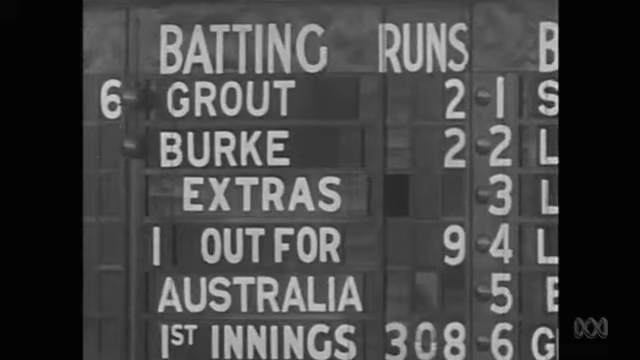 BATTING RUNS B
6 GROUT 2 1 S
BURKE 2 2 L
EXTRAS 3 L
1 OUT FOR 9 4 L
AUSTRALIA 5 E
1ST INNINGS 308 6 G